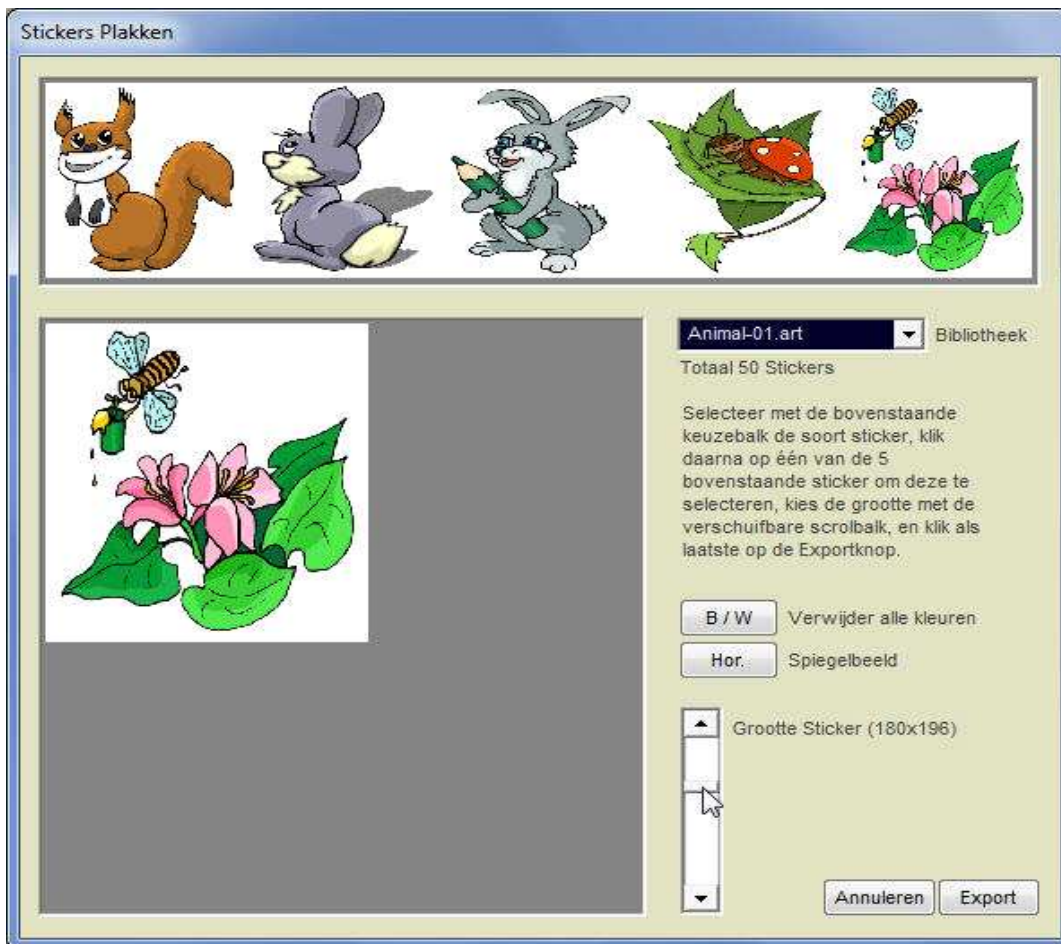 Stickers Plakken
Animal-01.art
Bibliotheek
Totaal 50 Stickers
Selecteer met de bovenstaande
keuzebalk de soort sticker, klik
daarna op één van de 5
bovenstaande sticker om deze te
selecteren, kies de grootte met de
verschuifbare scrolbalk, en klik als
laatste op de Exportknop.
B / W
Verwijder alle kleuren
Hor.
Spiegelbeeld
Grootte Sticker (180x196)
Annuleren
Export